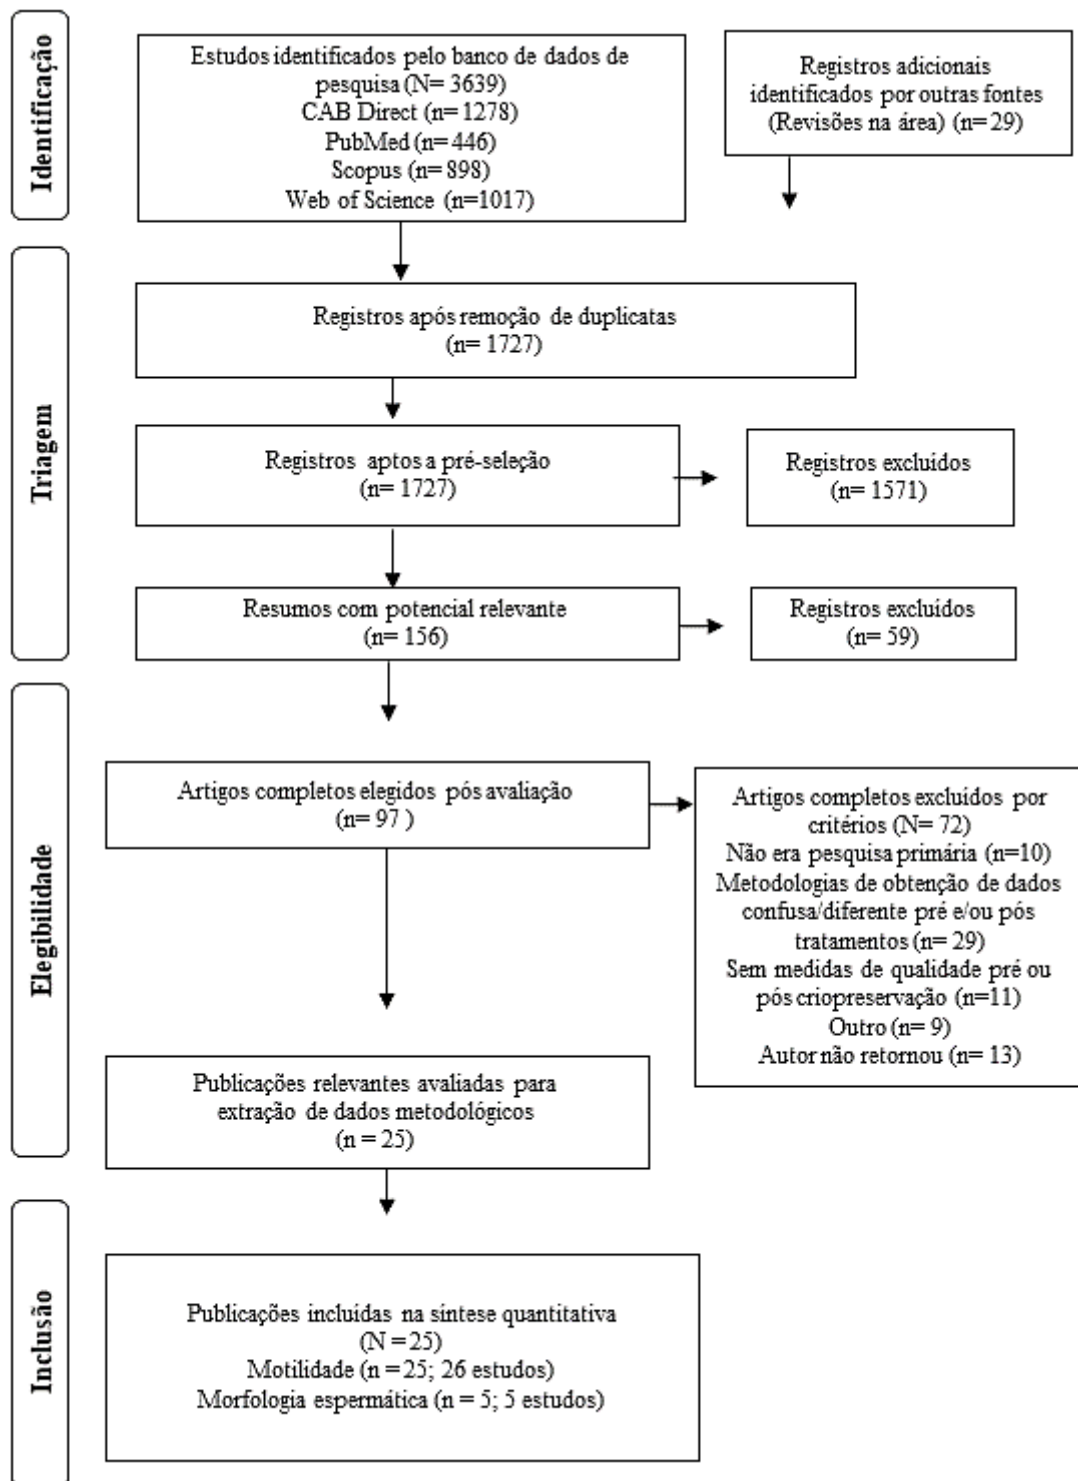 Identificação
Estudos identificados pelo banco de dados de
pesquisa (N= 3639)
CAB Direct (n= 1278)
PubMed (n= 446)
Scopus (n= 898)
Web of Science (n=1017)
Registros adicionais
identificados por outras fontes
(Revisões na área) (n= 29)
Triagem
Registros após remoção de duplicatas
(n= 1727)
Registros aptos a pré-seleção
(n= 1727)
Registros excluídos
(n= 1571)
Resumos com potencial relevante
(n= 156)
Registros excluídos
(n= 59)
Elegibilidade
Artigos completos elegidos pós avaliação
(n= 97 )
Artigos completos excluídos por
critérios (N= 72)
Não era pesquisa primária (n=10)
Metodologias de obtenção de dados
confusa/diferente pré e/ou pós
tratamentos (n= 29)
Sem medidas de qualidade pré ou
pós criopreservação (n=11)
Outro (n= 9)
Autor não retornou (n= 13)
Publicações relevantes avaliadas para
extração de dados metodológicos
(n = 25)
Inclusão
Publicações incluídas na síntese quantitativa
(N = 25)
Motilidade (n = 25; 26 estudos)
Morfologia espermática (n = 5; 5 estudos)